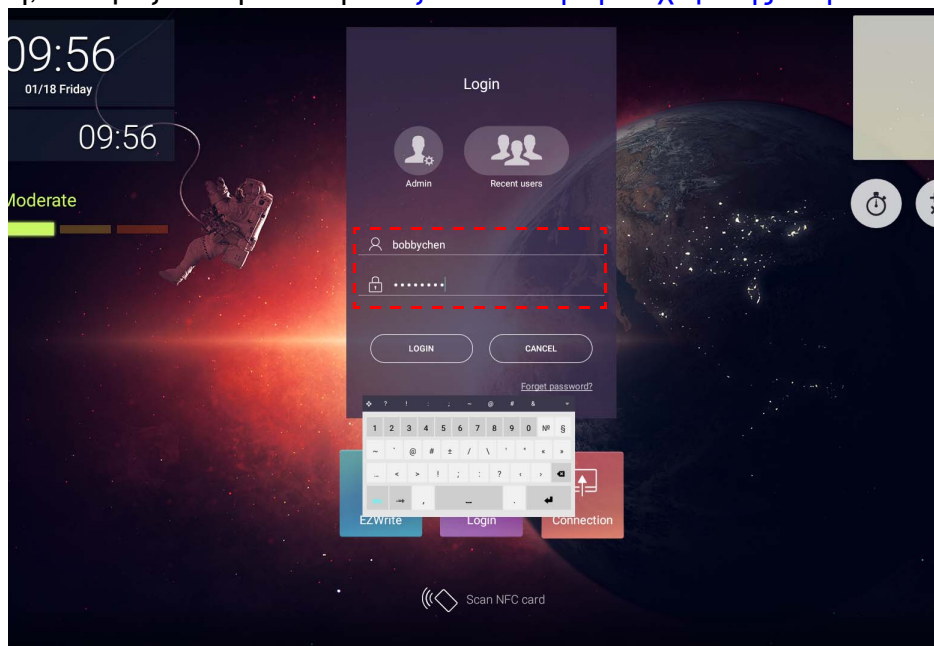 09:56
01/18 Friday
09:56
Moderate
Login
Admin
Recent users
bobbychen
••••••••
LOGIN
CANCEL
Forget password?
? ! : ; ~ @ # &
1 2 3 4 5 6 7 8 9 0 № §
~ ` @ # ± / \ ' " « »
_ < > ! ; : ? ‹ ›
, .
EZWrite
Login
Connection
Scan NFC card